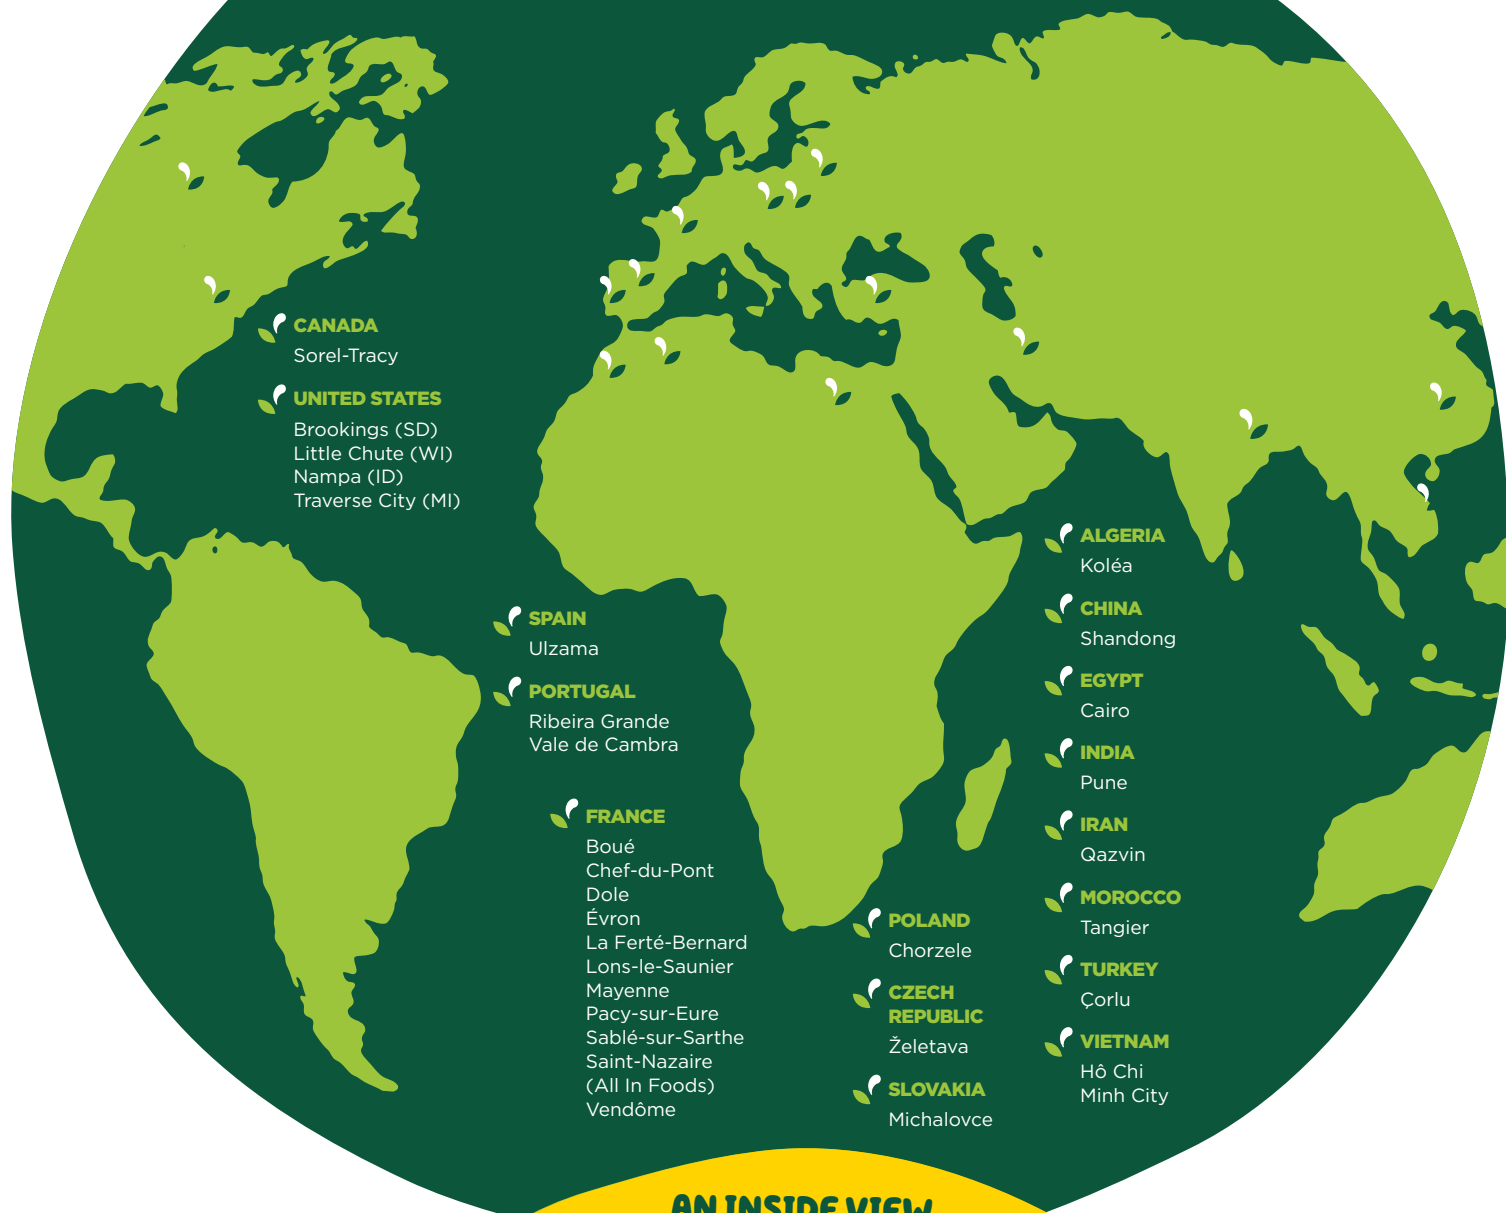 CANADA
Sorel-Tracy
UNITED STATES
Brookings (SD)
Little Chute (WI)
Nampa (ID)
Traverse City (MI)
SPAIN
Ulzama
PORTUGAL
Ribeira Grande
Vale de Cambra
FRANCE
Boué
Chef-du-Pont
Dole
Évron
La Ferté-Bernard
Lons-le-Saunier
Mayenne
Pacy-sur-Eure
Sablé-sur-Sarthe
Saint-Nazaire
(All In Foods)
Vendôme
POLAND
Chorzele
CZECH
REPUBLIC
Želetava
SLOVAKIA
Michalovce
ALGERIA
Koléa
CHINA
Shandong
EGYPT
Cairo
INDIA
Pune
IRAN
Qazvin
MOROCCO
Tangier
TURKEY
Çorlu
VIETNAM
Hô Chi
Minh City
AN INSIDE VIEW